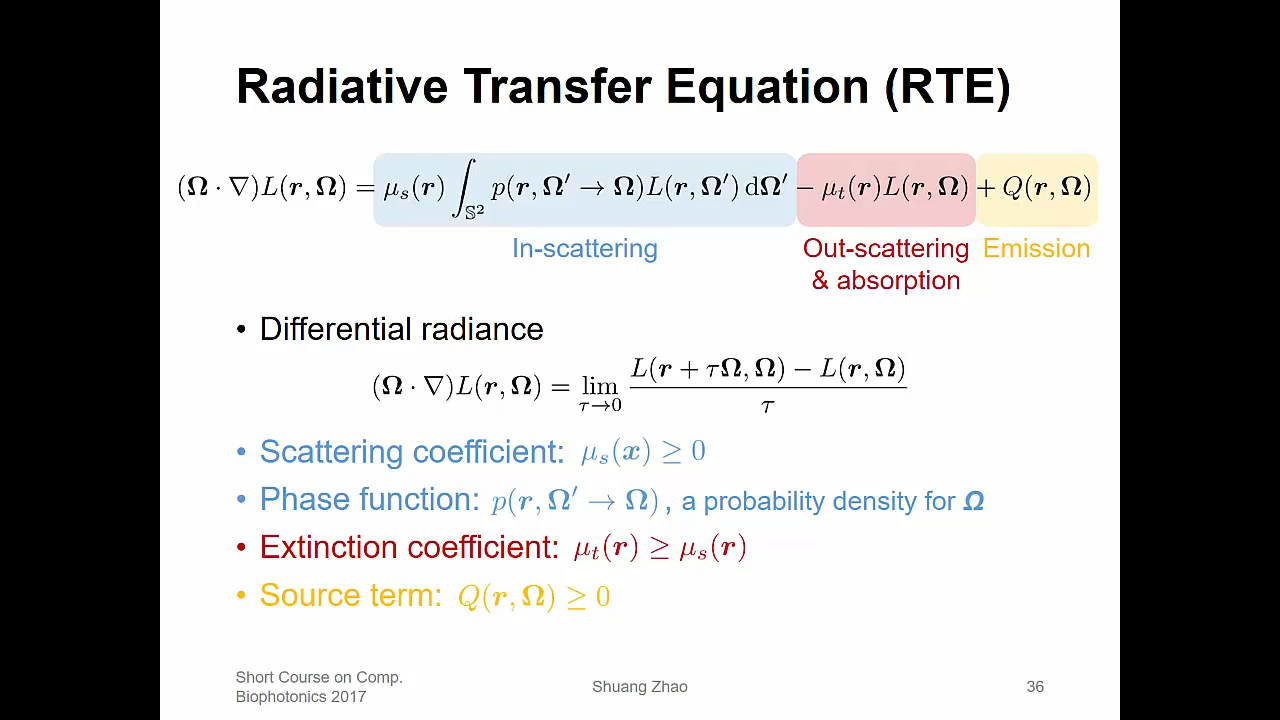 Radiative Transfer Equation (RTE)
(Ω · ∇)L(r, Ω) = μₛ(r) ∫_𝕊² p(r, Ω′ → Ω)L(r, Ω′) dΩ′ − μₜ(r)L(r, Ω) + Q(r, Ω)
In-scattering
Out-scattering
& absorption
Emission
• Differential radiance
(Ω · ∇)L(r, Ω) = lim_{τ→0} (L(r + τΩ, Ω) − L(r, Ω)) / τ
• Scattering coefficient: μₛ(x) ≥ 0
• Phase function: p(r, Ω′ → Ω), a probability density for Ω
• Extinction coefficient: μₜ(r) ≥ μₛ(r)
• Source term: Q(r, Ω) ≥ 0
Short Course on Comp.
Biophotonics 2017
Shuang Zhao
36